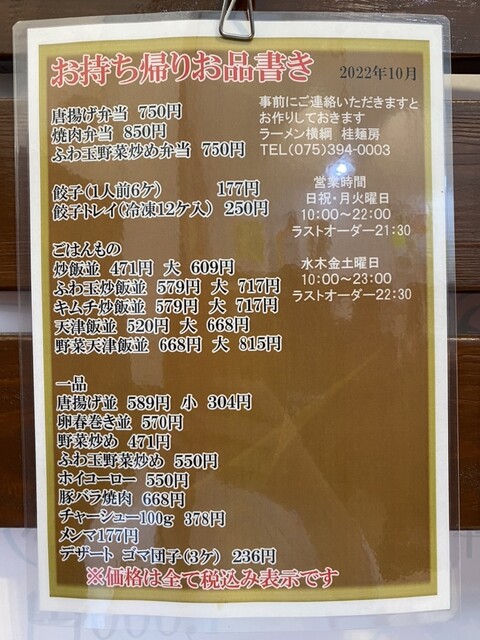 お持ち帰りお品書き 2022年10月
唐揚げ弁当 750円
焼肉弁当 850円
ふわ玉野菜炒め弁当 750円
事前にご連絡いただきますと
お作りしておきます
ラーメン横綱 桂麺房
TEL(075)394-0003
餃子(1人前6ケ) 177円
餃子トレイ(冷凍12ケ入) 250円
営業時間
日祝・月火曜日
10:00～22:00
ラストオーダー21:30
水木金土曜日
10:00～23:00
ラストオーダー22:30
ごはんもの
炒飯並 471円 大 609円
ふわ玉炒飯並 579円 大 717円
キムチ炒飯並 579円 大 717円
天津飯並 520円 大 668円
野菜天津飯並 668円 大 815円
一品
唐揚げ並 589円 小 304円
卵春巻き並 570円
野菜炒め 471円
ふわ玉野菜炒め 550円
ホイコーロー 550円
豚バラ焼肉 668円
チャーシュー100g 378円
メンマ177円
デザート ゴマ団子(3ケ) 236円
※価格は全て税込み表示です